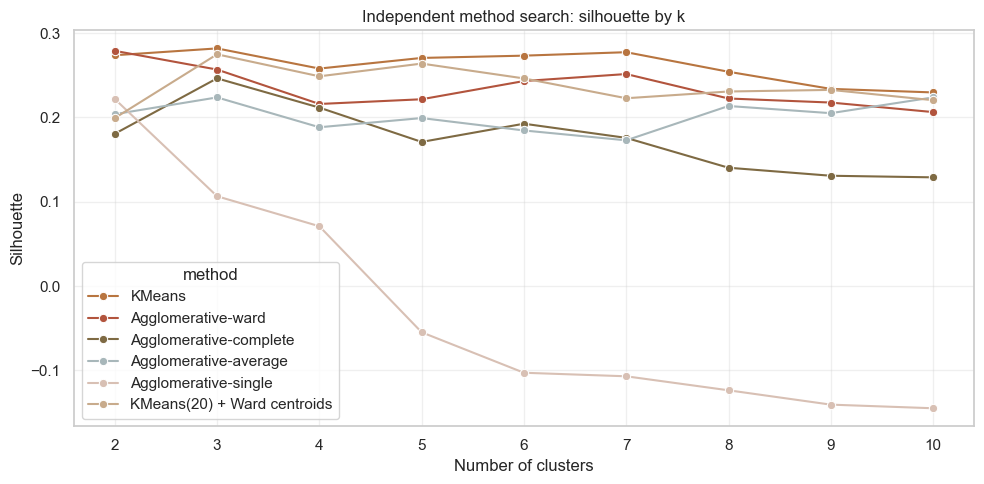 Independent method search: silhouette by k
0.3
0.2
0.1
0.0
−0.1
Silhouette
method
KMeans
Agglomerative-ward
Agglomerative-complete
Agglomerative-average
Agglomerative-single
KMeans(20) + Ward centroids
2 3 4 5 6 7 8 9 10
Number of clusters